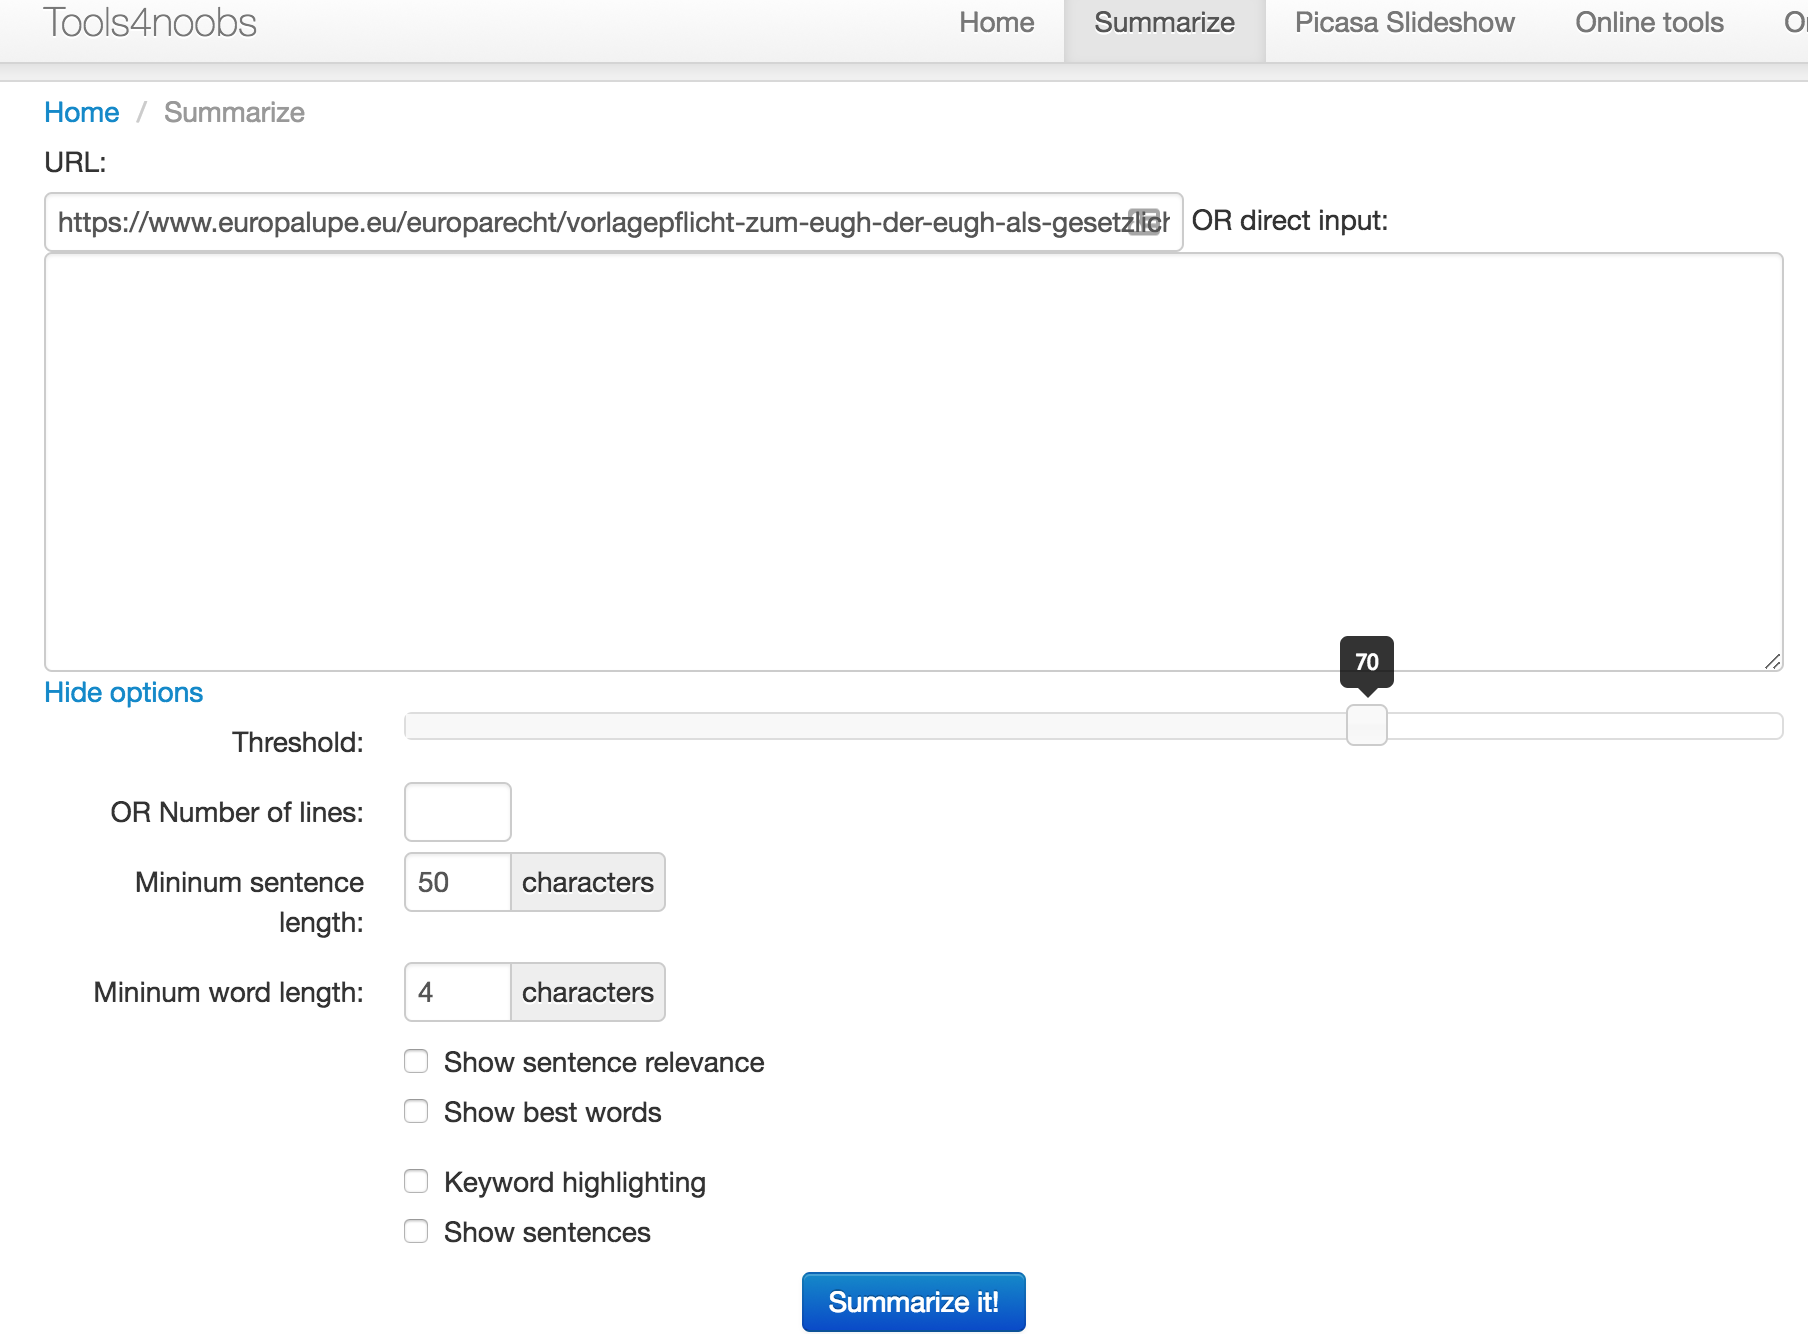 Tools4noobs Home Summarize Picasa Slideshow Online tools
Home / Summarize
URL:
https://www.europalupe.eu/europarecht/vorlagepflicht-zum-eugh-der-eugh-als-gesetzlich OR direct input:
70
Hide options
Threshold:
OR Number of lines:
Mininum sentence
length:
50 characters
Mininum word length: 4 characters
Show sentence relevance
Show best words
Keyword highlighting
Show sentences
Summarize it!